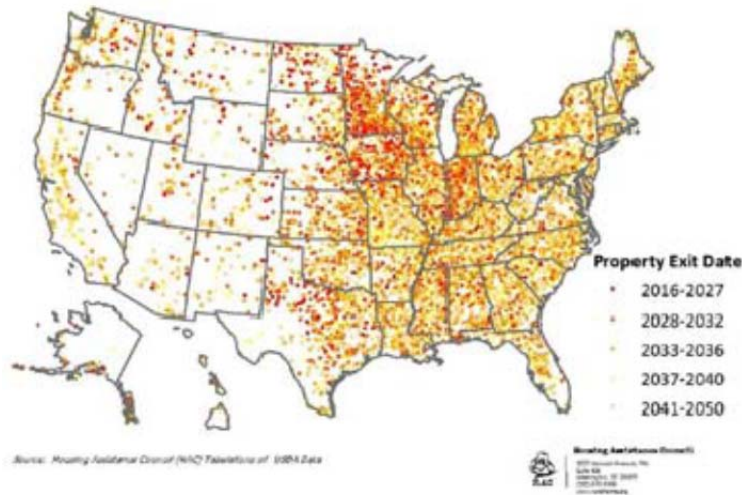 Property Exit Date
2016-2027
2028-2032
2033-2036
2037-2040
2041-2050
Source: Housing Assistance Council (HAC) Tabulations of USDA Data
Housing Assistance Council
HAC